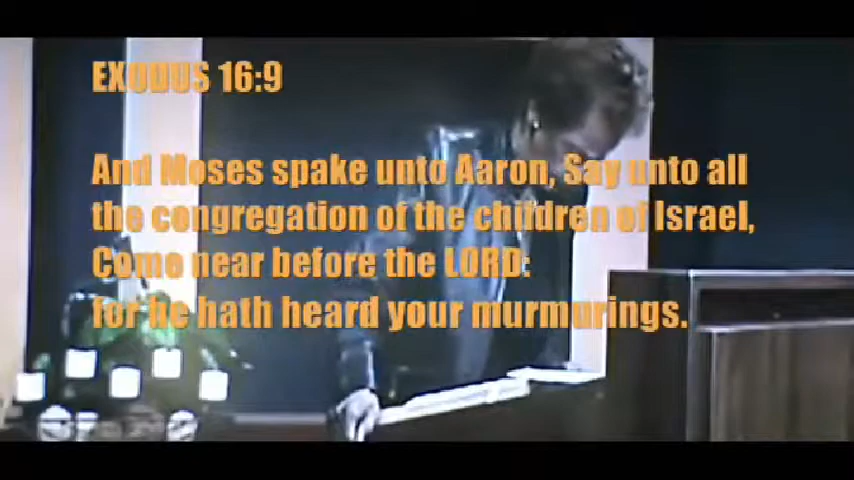 EXODUS 16:9
And Moses spake unto Aaron, Say unto all
the congregation of the children of Israel,
Come near before the LORD:
for he hath heard your murmurings.